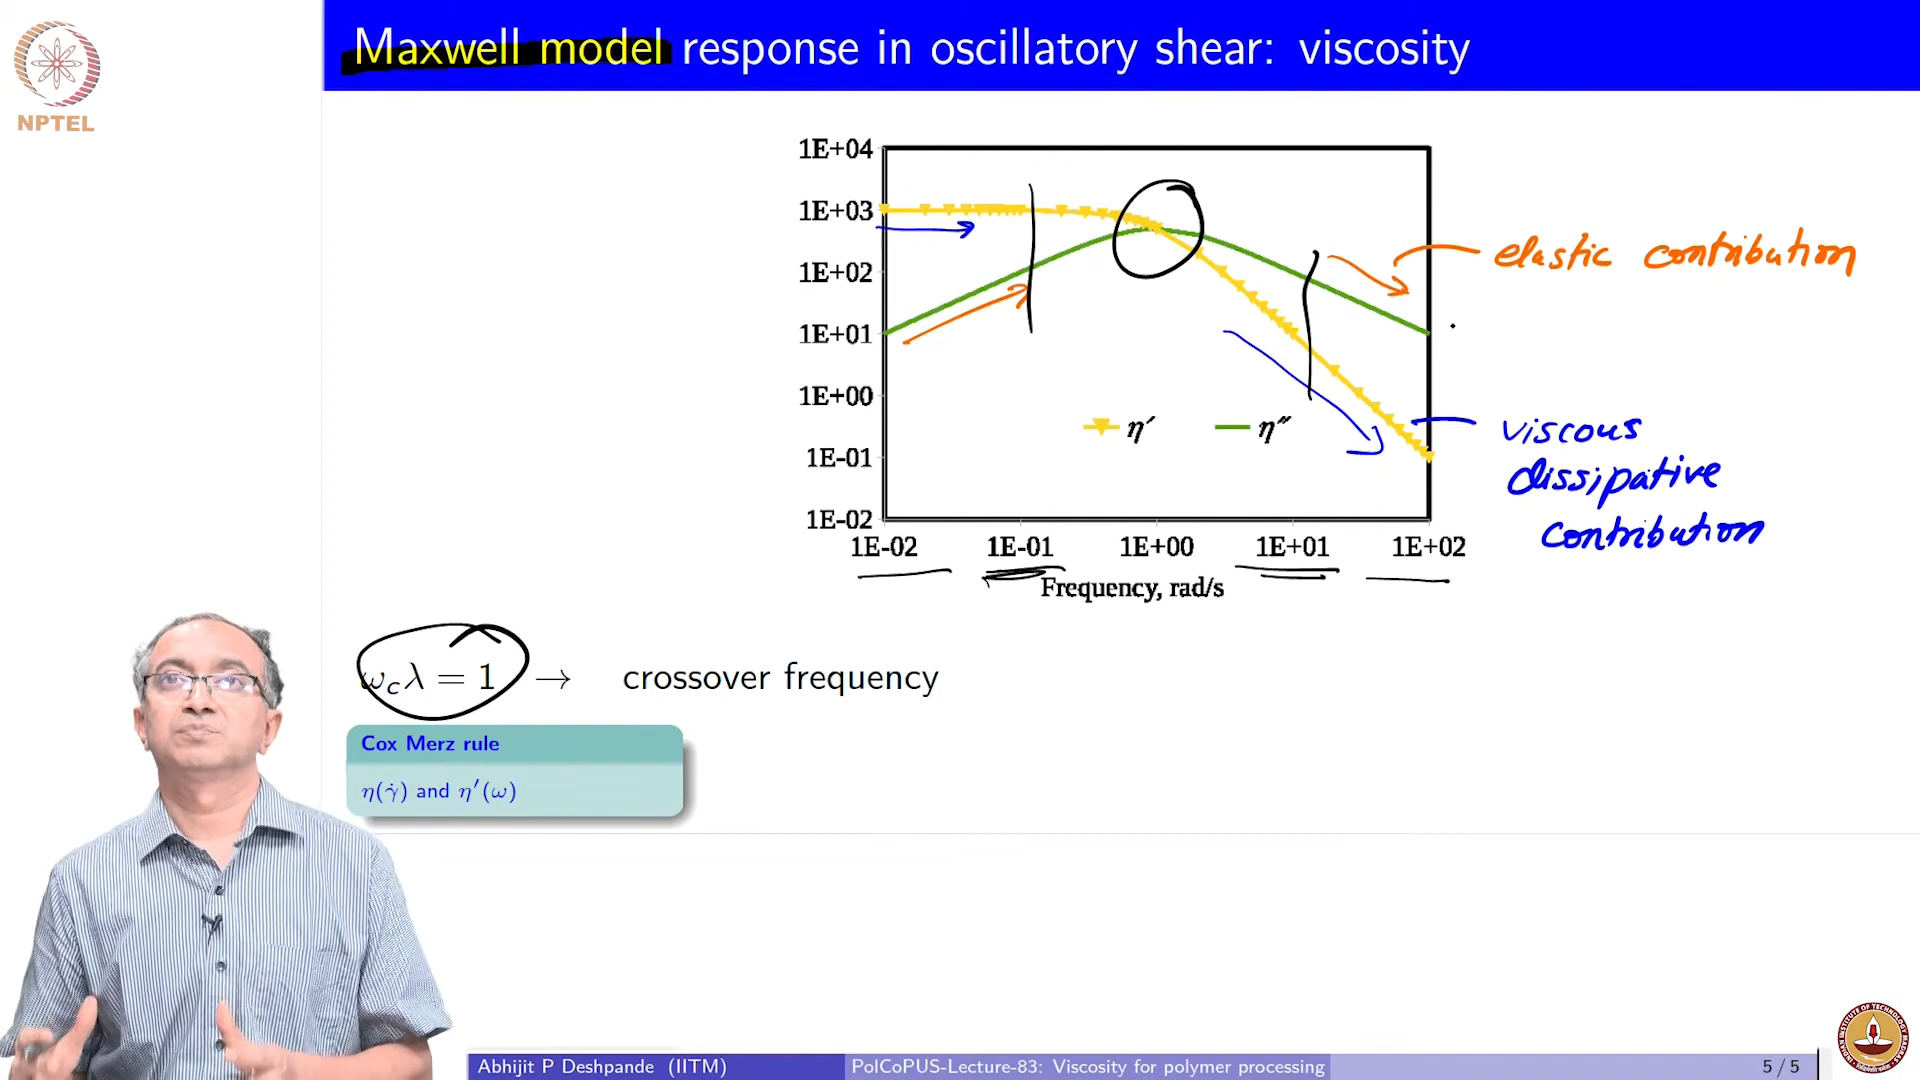 Maxwell model response in oscillatory shear: viscosity
NPTEL
1E+04
1E+03
1E+02
1E+01
1E+00
1E-01
1E-02
η′ η″
1E-02 1E-01 1E+00 1E+01 1E+02
Frequency, rad/s
elastic contribution
viscous
dissipative
contribution
ω_c λ = 1 → crossover frequency
Cox Merz rule
η(γ̇) and η′(ω)
Abhijit P Deshpande (IITM) PolCoPUS-Lecture-83: Viscosity for polymer processing 5 / 5